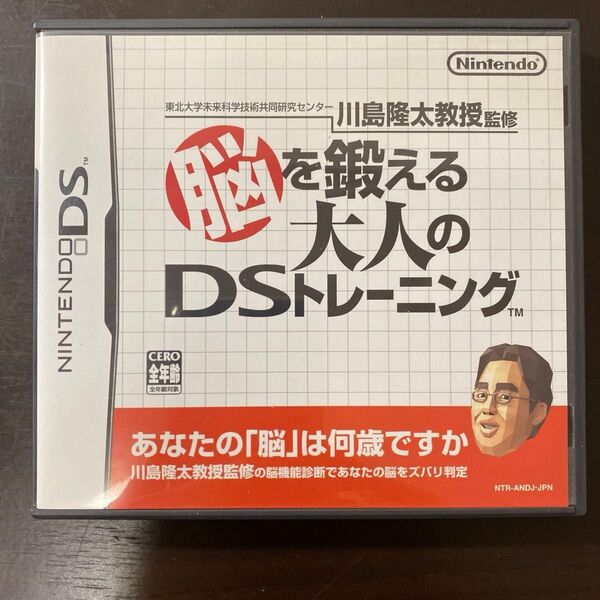 Nintendo
東北大学未来科学技術共同研究センター 川島隆太教授監修
脳を鍛える
大人の
DSトレーニング™
NINTENDO DS™
CERO
全年齢
全年齢対象
あなたの「脳」は何歳ですか
川島隆太教授監修の脳機能診断であなたの脳をズバリ判定
NTR-ANDJ-JPN